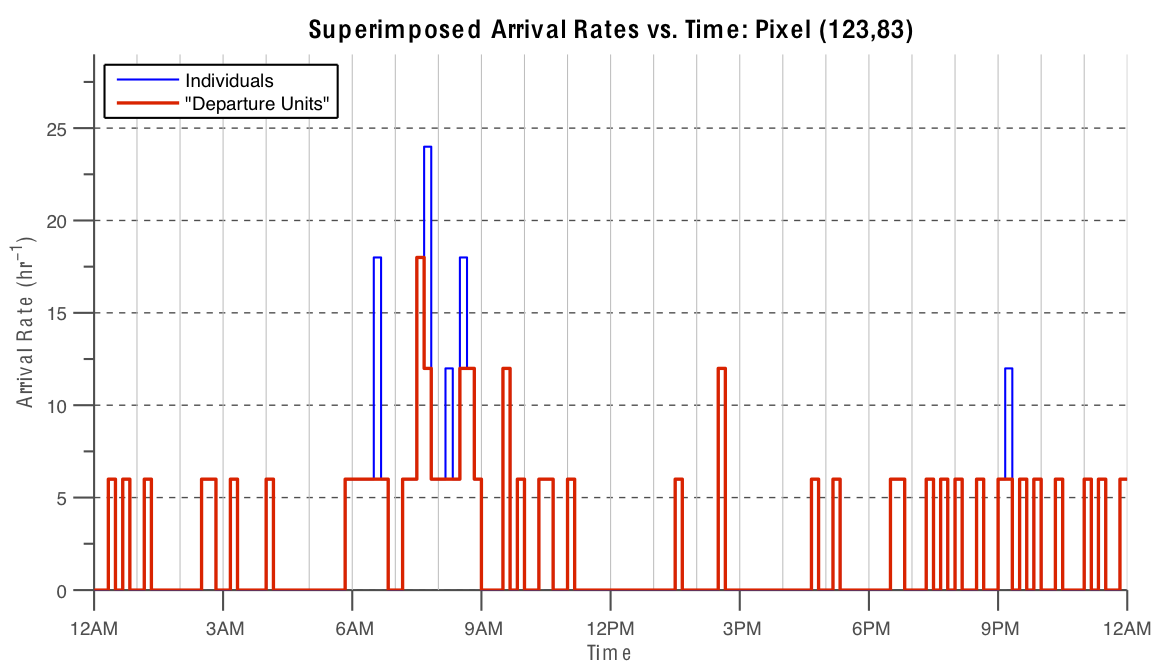 Superimposed Arrival Rates vs. Time: Pixel (123,83)
Individuals
"Departure Units"
25
20
15
10
5
0
Arrival Rate (hr⁻¹)
12AM 3AM 6AM 9AM 12PM 3PM 6PM 9PM 12AM
Time